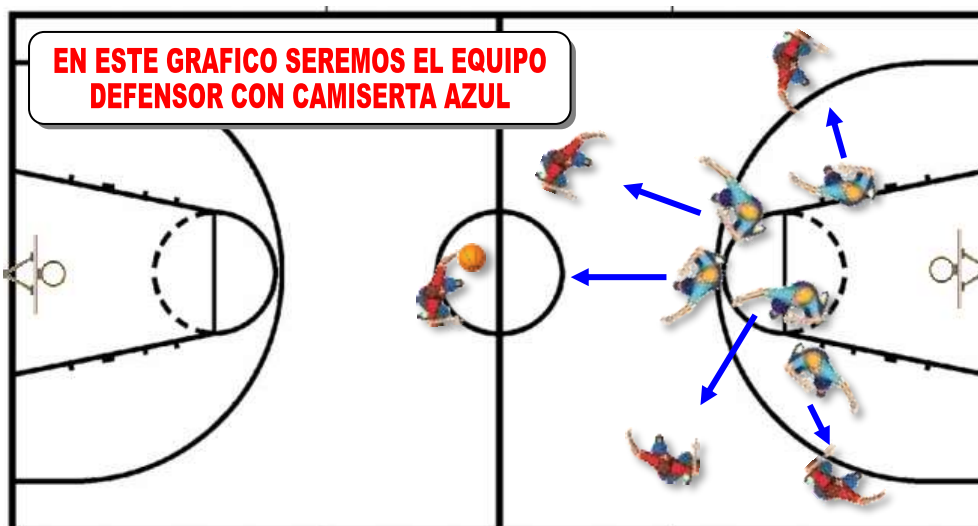 EN ESTE GRAFICO SEREMOS EL EQUIPO
DEFENSOR CON CAMISERTA AZUL